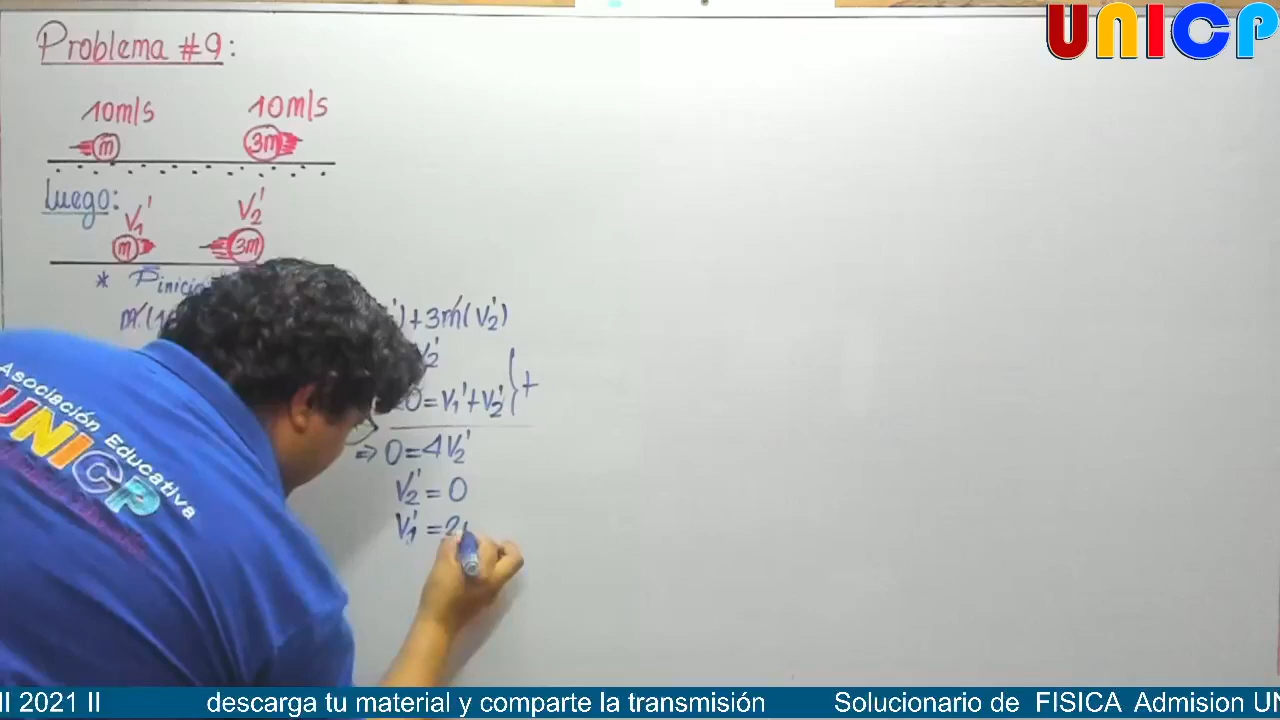 UNICP
Problema #9:
10m/s 10m/s
m 3m
Luego:
V₁' V₂'
m 3m
* P inicia
m(1 ') + 3m(V₂')
V₂'
0 = V₁' + V₂' } +
⇒ 0 = 4V₂'
V₂' = 0
V₁' = 2
Asociación Educativa
UNICP
II 2021 II descarga tu material y comparte la transmisión Solucionario de FISICA Admision UN